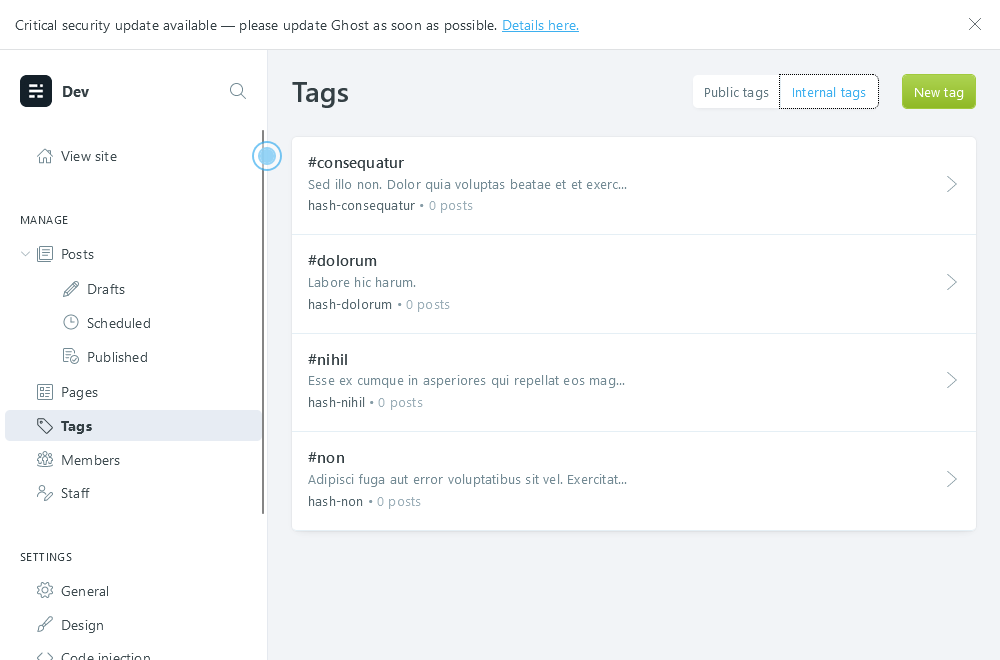 Critical security update available — please update Ghost as soon as possible. Details here.
Dev
View site
MANAGE
Posts
Drafts
Scheduled
Published
Pages
Tags
Members
Staff
SETTINGS
General
Design
Code injection
Tags
Public tags
Internal tags
New tag
#consequatur
Sed illo non. Dolor quia voluptas beatae et et exerc...
hash-consequatur • 0 posts
#dolorum
Labore hic harum.
hash-dolorum • 0 posts
#nihil
Esse ex cumque in asperiores qui repellat eos mag...
hash-nihil • 0 posts
#non
Adipisci fuga aut error voluptatibus sit vel. Exercitat...
hash-non • 0 posts